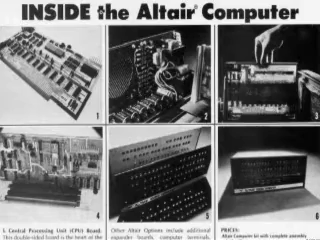 INSIDE the Altair® Computer
1
2
3
4
5
6
1. Central Processing Unit (CPU) Board:
This double-sided board is the heart of the
Other Altair Options include additional
expander boards, computer terminals,
PRICES:
Altair Computer kit with complete assembly